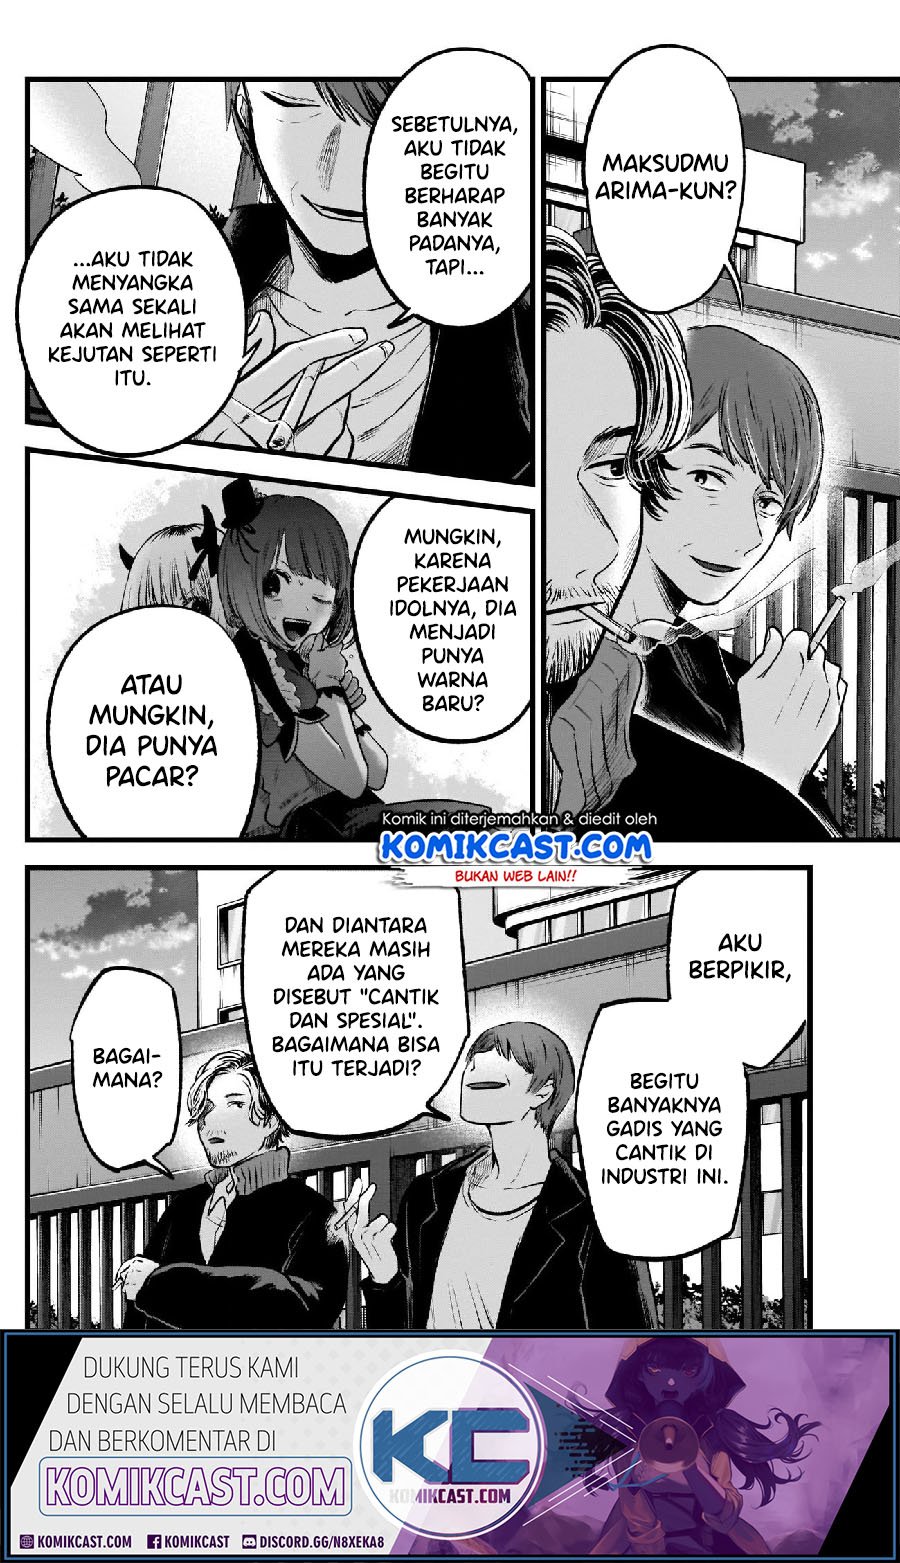 MAKSUDMU
ARIMA-KUN?
SEBETULNYA,
AKU TIDAK
BEGITU
BERHARAP
BANYAK
PADANYA,
TAPI...
...AKU TIDAK
MENYANGKA
SAMA SEKALI
AKAN MELIHAT
KEJUTAN SEPERTI
ITU.
MUNGKIN,
KARENA
PEKERJAAN
IDOLNYA, DIA
MENJADI
PUNYA
WARNA
BARU?
ATAU
MUNGKIN,
DIA PUNYA
PACAR?
Komik ini diterjemahkan & diedit oleh
KOMIKCAST.COM
BUKAN WEB LAIN!!
AKU
BERPIKIR,
BEGITU
BANYAKNYA
GADIS YANG
CANTIK DI
INDUSTRI INI.
DAN DIANTARA
MEREKA MASIH
ADA YANG
DISEBUT "CANTIK
DAN SPESIAL".
BAGAIMANA BISA
ITU TERJADI?
BAGAI-
MANA?
DUKUNG TERUS KAMI
DENGAN SELALU MEMBACA
DAN BERKOMENTAR DI
KOMIKCAST.COM
KOMIKCAST.COM
KOMIKCAST
DISCORD.GG/N8XEKA8
KC
KOMIKCAST.COM